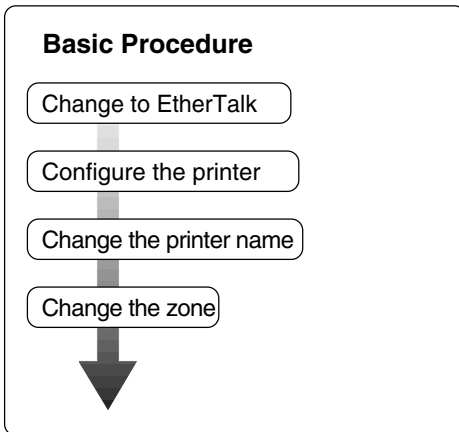 Basic Procedure
Change to EtherTalk
Configure the printer
Change the printer name
Change the zone